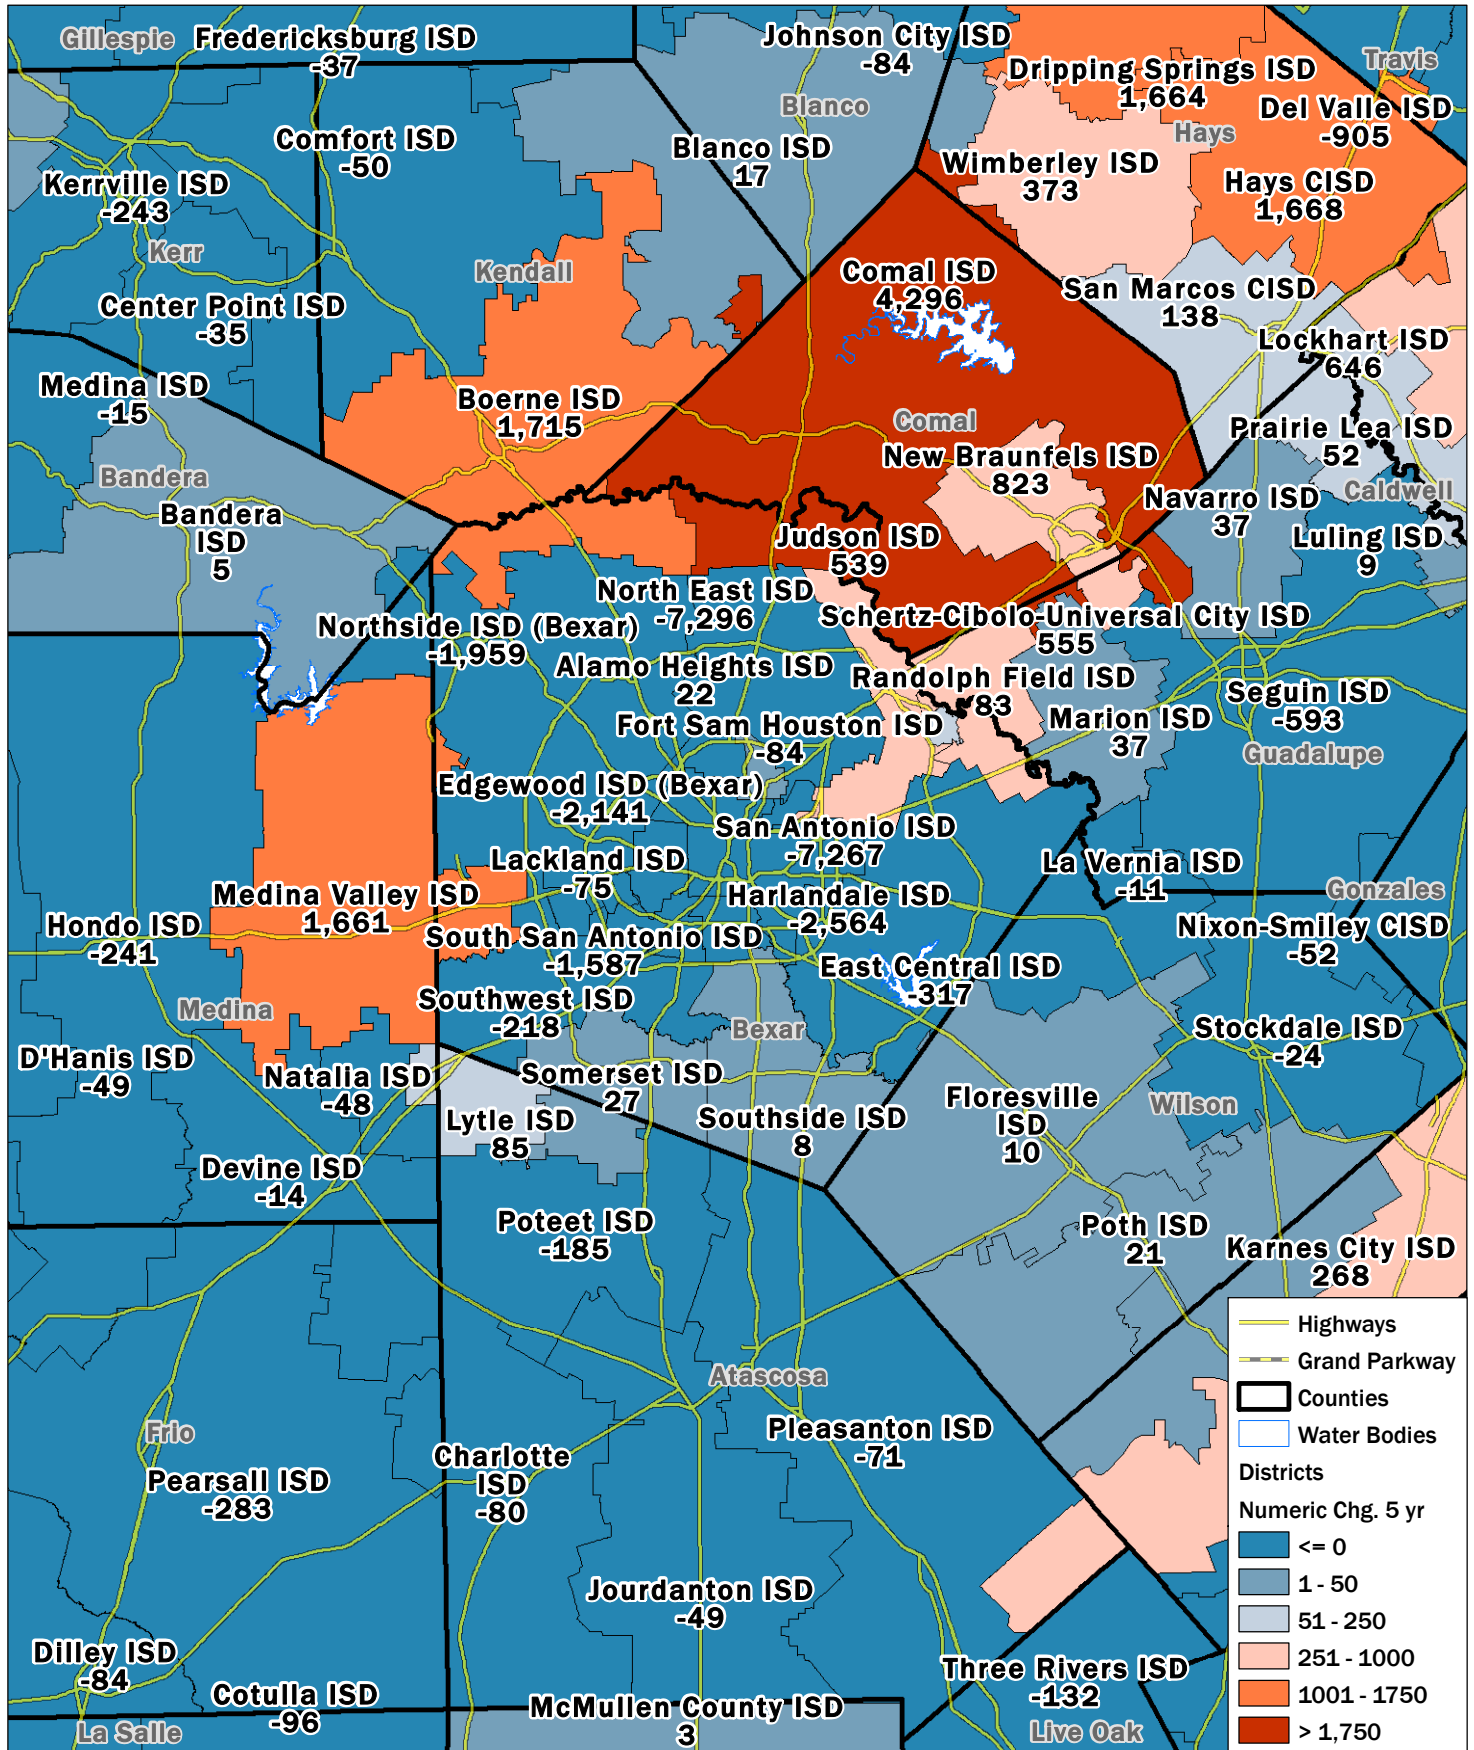 Gillespie
Fredericksburg ISD
-37
Johnson City ISD
-84
Travis
Dripping Springs ISD
1,664
Del Valle ISD
-905
Blanco
Hays
Comfort ISD
-50
Blanco ISD
17
Wimberley ISD
373
Kerrville ISD
-243
Hays CISD
1,668
Kerr
Kendall
Comal ISD
4,296
San Marcos CISD
138
Center Point ISD
-35
Lockhart ISD
646
Medina ISD
-15
Boerne ISD
1,715
Comal
New Braunfels ISD
823
Prairie Lea ISD
52
Bandera
Navarro ISD
37
Caldwell
Bandera
ISD
5
Judson ISD
539
Luling ISD
9
North East ISD
-7,296
Northside ISD (Bexar)
-1,959
Schertz-Cibolo-Universal City ISD
555
Alamo Heights ISD
22
Randolph Field ISD
83
Seguin ISD
-593
Fort Sam Houston ISD
-84
Marion ISD
37
Guadalupe
Edgewood ISD (Bexar)
-2,141
San Antonio ISD
-7,267
Lackland ISD
-75
La Vernia ISD
-11
Medina Valley ISD
1,661
Harlandale ISD
-2,564
Gonzales
Hondo ISD
-241
South San Antonio ISD
-1,587
Nixon-Smiley CISD
-52
East Central ISD
-317
Medina
Southwest ISD
-218
Bexar
Stockdale ISD
-24
D'Hanis ISD
-49
Natalia ISD
-48
Somerset ISD
27
Floresville
ISD
10
Wilson
Lytle ISD
85
Southside ISD
8
Devine ISD
-14
Poteet ISD
-185
Poth ISD
21
Karnes City ISD
268
Atascosa
Frio
Pleasanton ISD
-71
Charlotte
ISD
-80
Pearsall ISD
-283
Jourdanton ISD
-49
Dilley ISD
-84
Three Rivers ISD
-132
Cotulla ISD
-96
McMullen County ISD
3
La Salle
Live Oak
Highways
Grand Parkway
Counties
Water Bodies
Districts
Numeric Chg. 5 yr
<= 0
1 - 50
51 - 250
251 - 1000
1001 - 1750
> 1,750